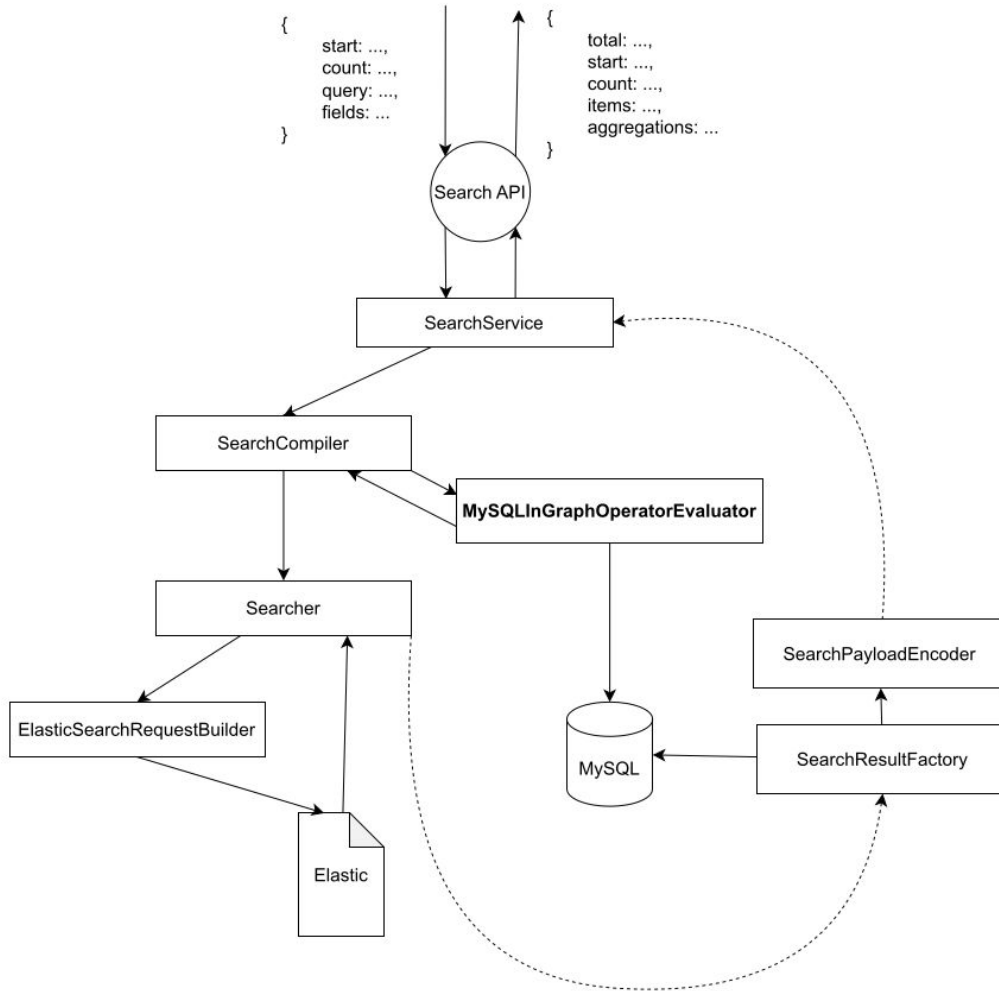 {
start: ...,
count: ...,
query: ...,
fields: ...
}
{
total: ...,
start: ...,
count: ...,
items: ...,
aggregations: ...
}
Search API
SearchService
SearchCompiler
MySQLInGraphOperatorEvaluator
Searcher
SearchPayloadEncoder
ElasticSearchRequestBuilder
MySQL
SearchResultFactory
Elastic